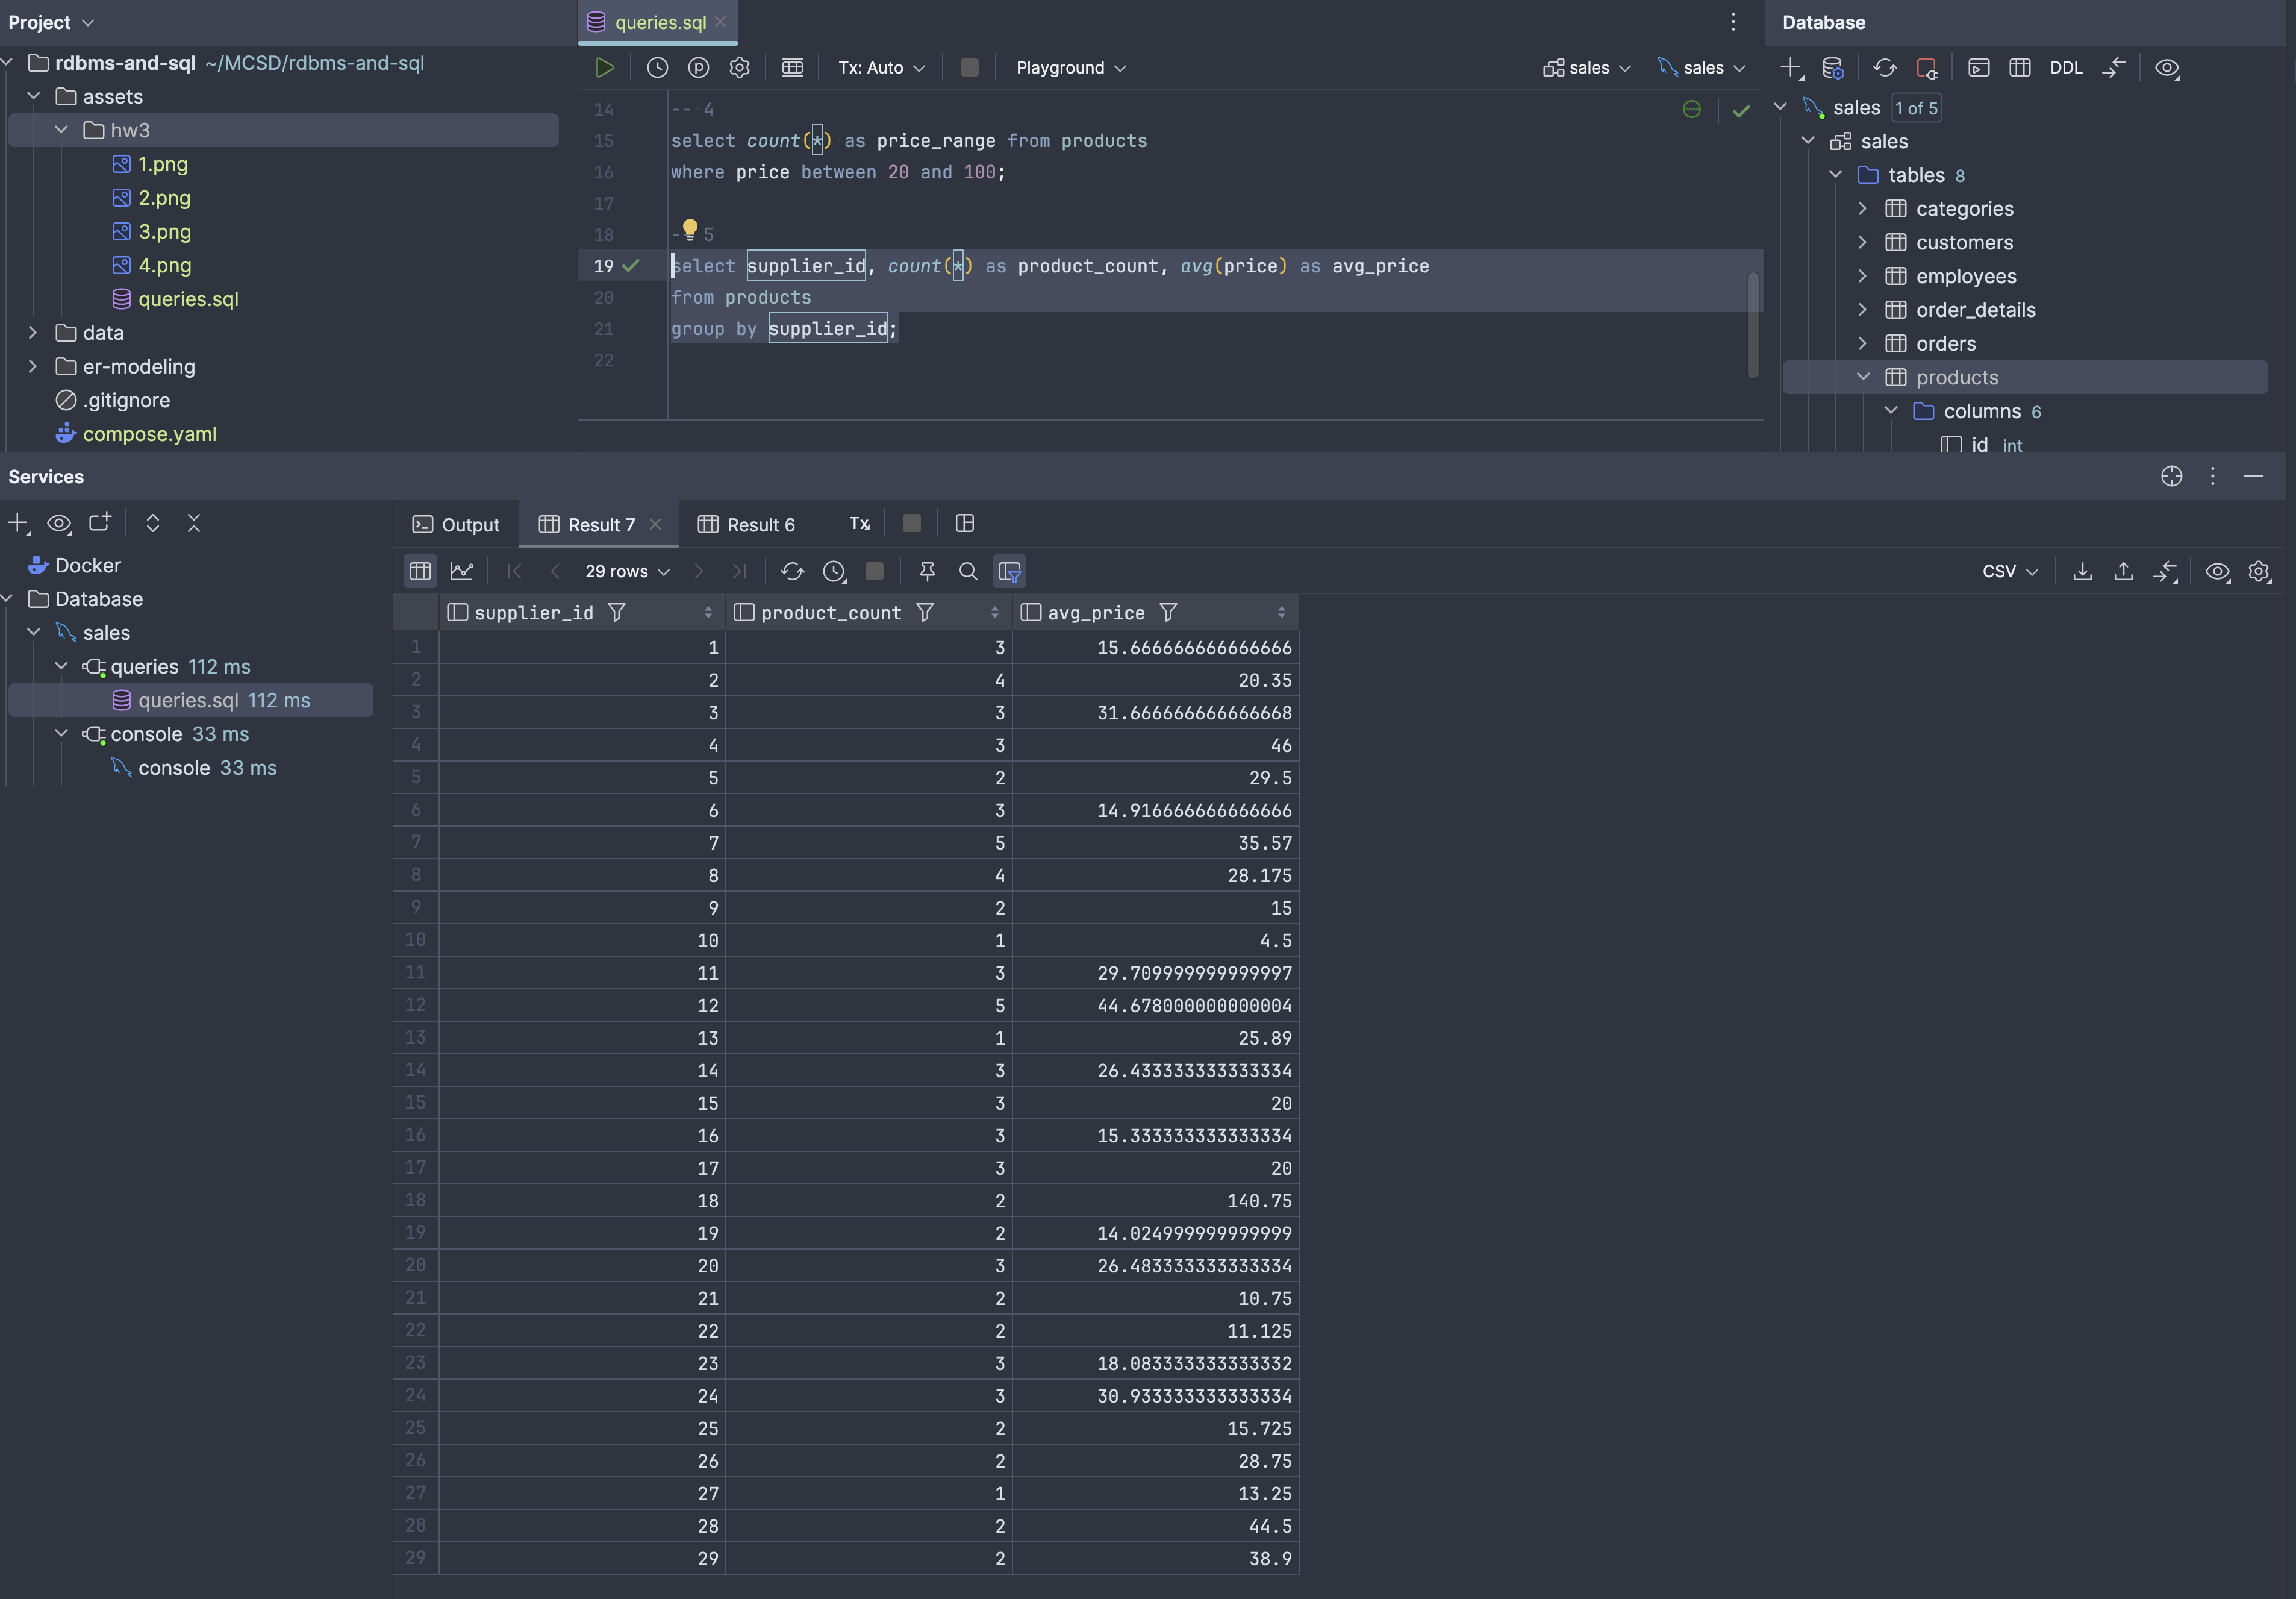 Project
rdbms-and-sql ~/MCSD/rdbms-and-sql
assets
hw3
1.png
2.png
3.png
4.png
queries.sql
data
er-modeling
.gitignore
compose.yaml
queries.sql
Tx: Auto
Playground
sales
sales
14 -- 4
15 select count(*) as price_range from products
16 where price between 20 and 100;
17
18 - 5
19 select supplier_id, count(*) as product_count, avg(price) as avg_price
20 from products
21 group by supplier_id;
22
Database
DDL
sales 1 of 5
sales
tables 8
categories
customers
employees
order_details
orders
products
columns 6
id int
Services
Docker
Database
sales
queries 112 ms
queries.sql 112 ms
console 33 ms
console 33 ms
Output Result 7 Result 6 Tx
29 rows CSV
supplier_id product_count avg_price
1 1 3 15.666666666666666
2 2 4 20.35
3 3 3 31.666666666666668
4 4 3 46
5 5 2 29.5
6 6 3 14.916666666666666
7 7 5 35.57
8 8 4 28.175
9 9 2 15
10 10 1 4.5
11 11 3 29.709999999999997
12 12 5 44.678000000000004
13 13 1 25.89
14 14 3 26.433333333333334
15 15 3 20
16 16 3 15.333333333333334
17 17 3 20
18 18 2 140.75
19 19 2 14.024999999999999
20 20 3 26.483333333333334
21 21 2 10.75
22 22 2 11.125
23 23 3 18.083333333333332
24 24 3 30.933333333333334
25 25 2 15.725
26 26 2 28.75
27 27 1 13.25
28 28 2 44.5
29 29 2 38.9